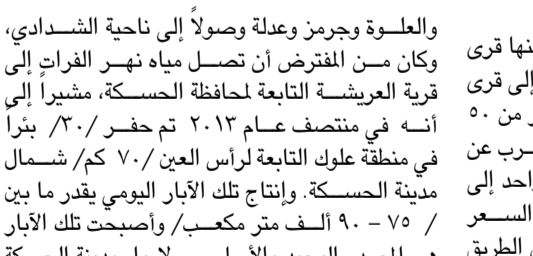 والعلوة وجرمز وعدلة وصولاً إلى ناحية الشدادي،
وكان من المفترض أن تصل مياه نهر الفرات إلى
قرية العريشة التابعة لمحافظة الحسكة، مشيراً إلى
أنه في منتصف عام ٢٠١٣ تم حفر /٣٠/ بئراً
في منطقة علوك التابعة لرأس العين /٧٠ كم/ شمال
مدينة الحسكة. وإنتاج تلك الآبار اليومي يقدر ما بين
/ ٧٥ – ٩٠ ألف متر مكعب/ وأصبحت تلك الآبار
نها قرى
إلى قرى
ر من ٥٠
رب عن
احد إلى
السعر
الطريق